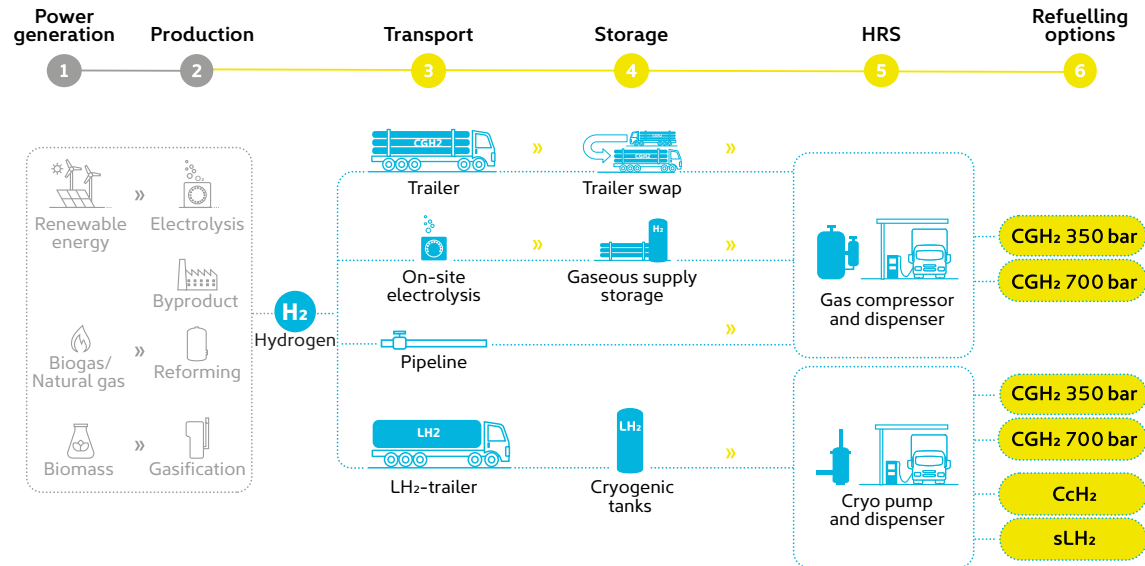 Power
generation
Production
Transport
Storage
HRS
Refuelling
options
1
2
3
4
5
6
CGH2
Trailer
CGH2
Trailer swap
Renewable
energy
Electrolysis
On-site
electrolysis
H₂
Gaseous supply
storage
Byproduct
H₂
Hydrogen
Biogas/
Natural gas
Reforming
Pipeline
Gas compressor
and dispenser
CGH₂ 350 bar
CGH₂ 700 bar
Biomass
Gasification
LH2
LH₂-trailer
LH₂
Cryogenic
tanks
Cryo pump
and dispenser
CGH₂ 350 bar
CGH₂ 700 bar
CcH₂
sLH₂